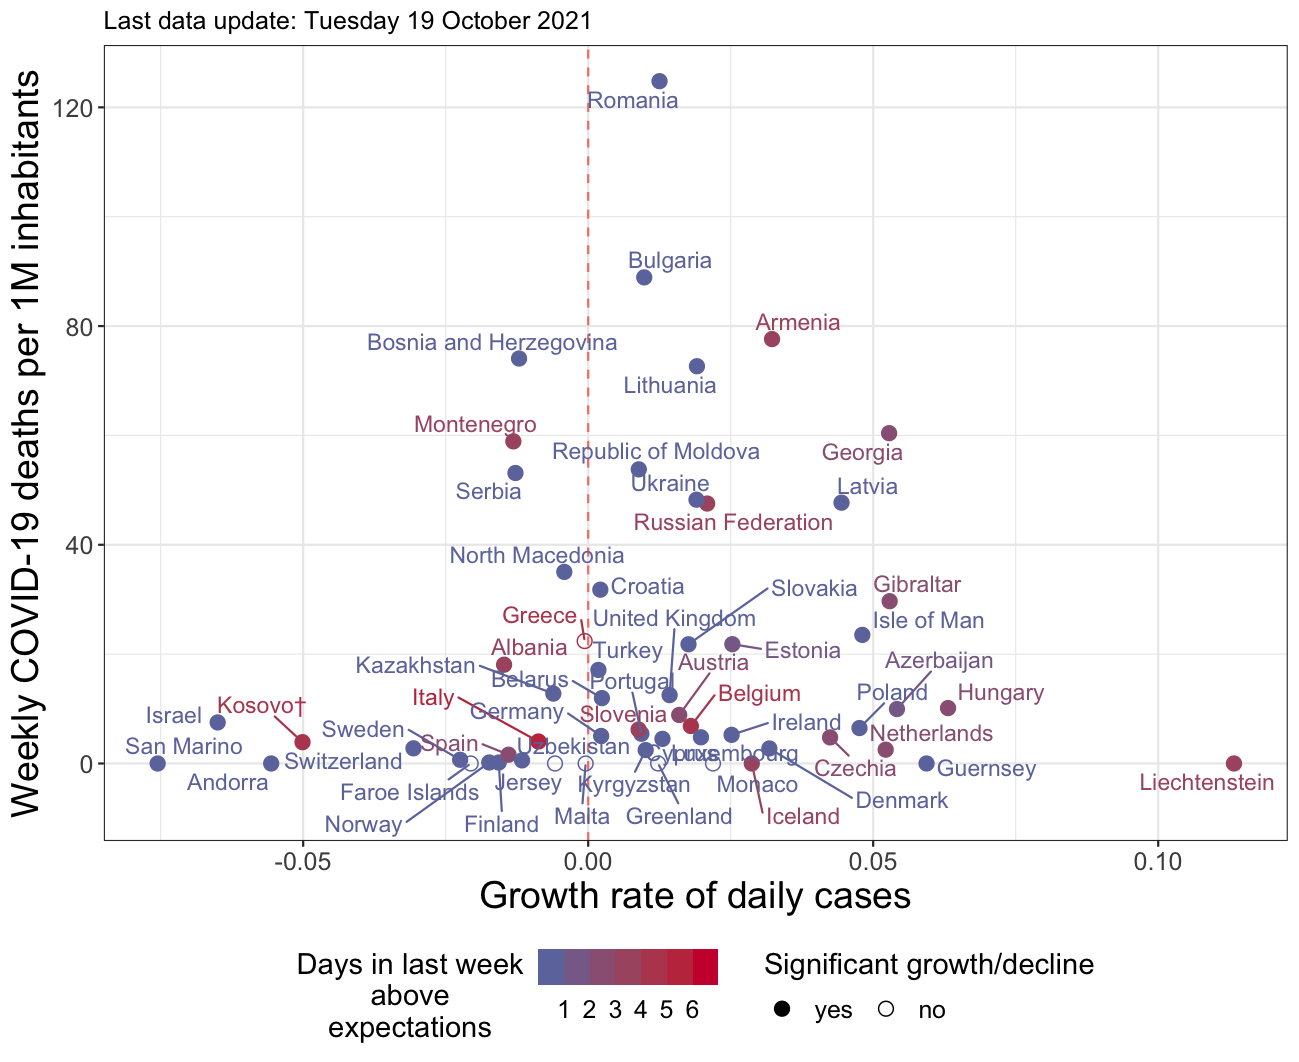 Last data update: Tuesday 19 October 2021
Weekly COVID-19 deaths per 1M inhabitants
120
80
40
0
Romania
Bulgaria
Armenia
Bosnia and Herzegovina
Lithuania
Montenegro
Republic of Moldova
Georgia
Serbia
Ukraine
Latvia
Russian Federation
North Macedonia
Croatia
Slovakia
Gibraltar
Greece
United Kingdom
Isle of Man
Albania
Turkey
Estonia
Kazakhstan
Austria
Azerbaijan
Belarus
Portugal
Italy
Belgium
Poland
Hungary
Kosovo†
Israel
Germany
Slovenia
Ireland
Sweden
Netherlands
San Marino
Spain
Uzbekistan
Cyprus
Luxembourg
Switzerland
Czechia
Guernsey
Andorra
Jersey
Kyrgyzstan
Monaco
Liechtenstein
Faroe Islands
Denmark
Norway
Finland
Malta
Greenland
Iceland
-0.05
0.00
0.05
0.10
Growth rate of daily cases
Days in last week
above
expectations
1 2 3 4 5 6
Significant growth/decline
yes
no